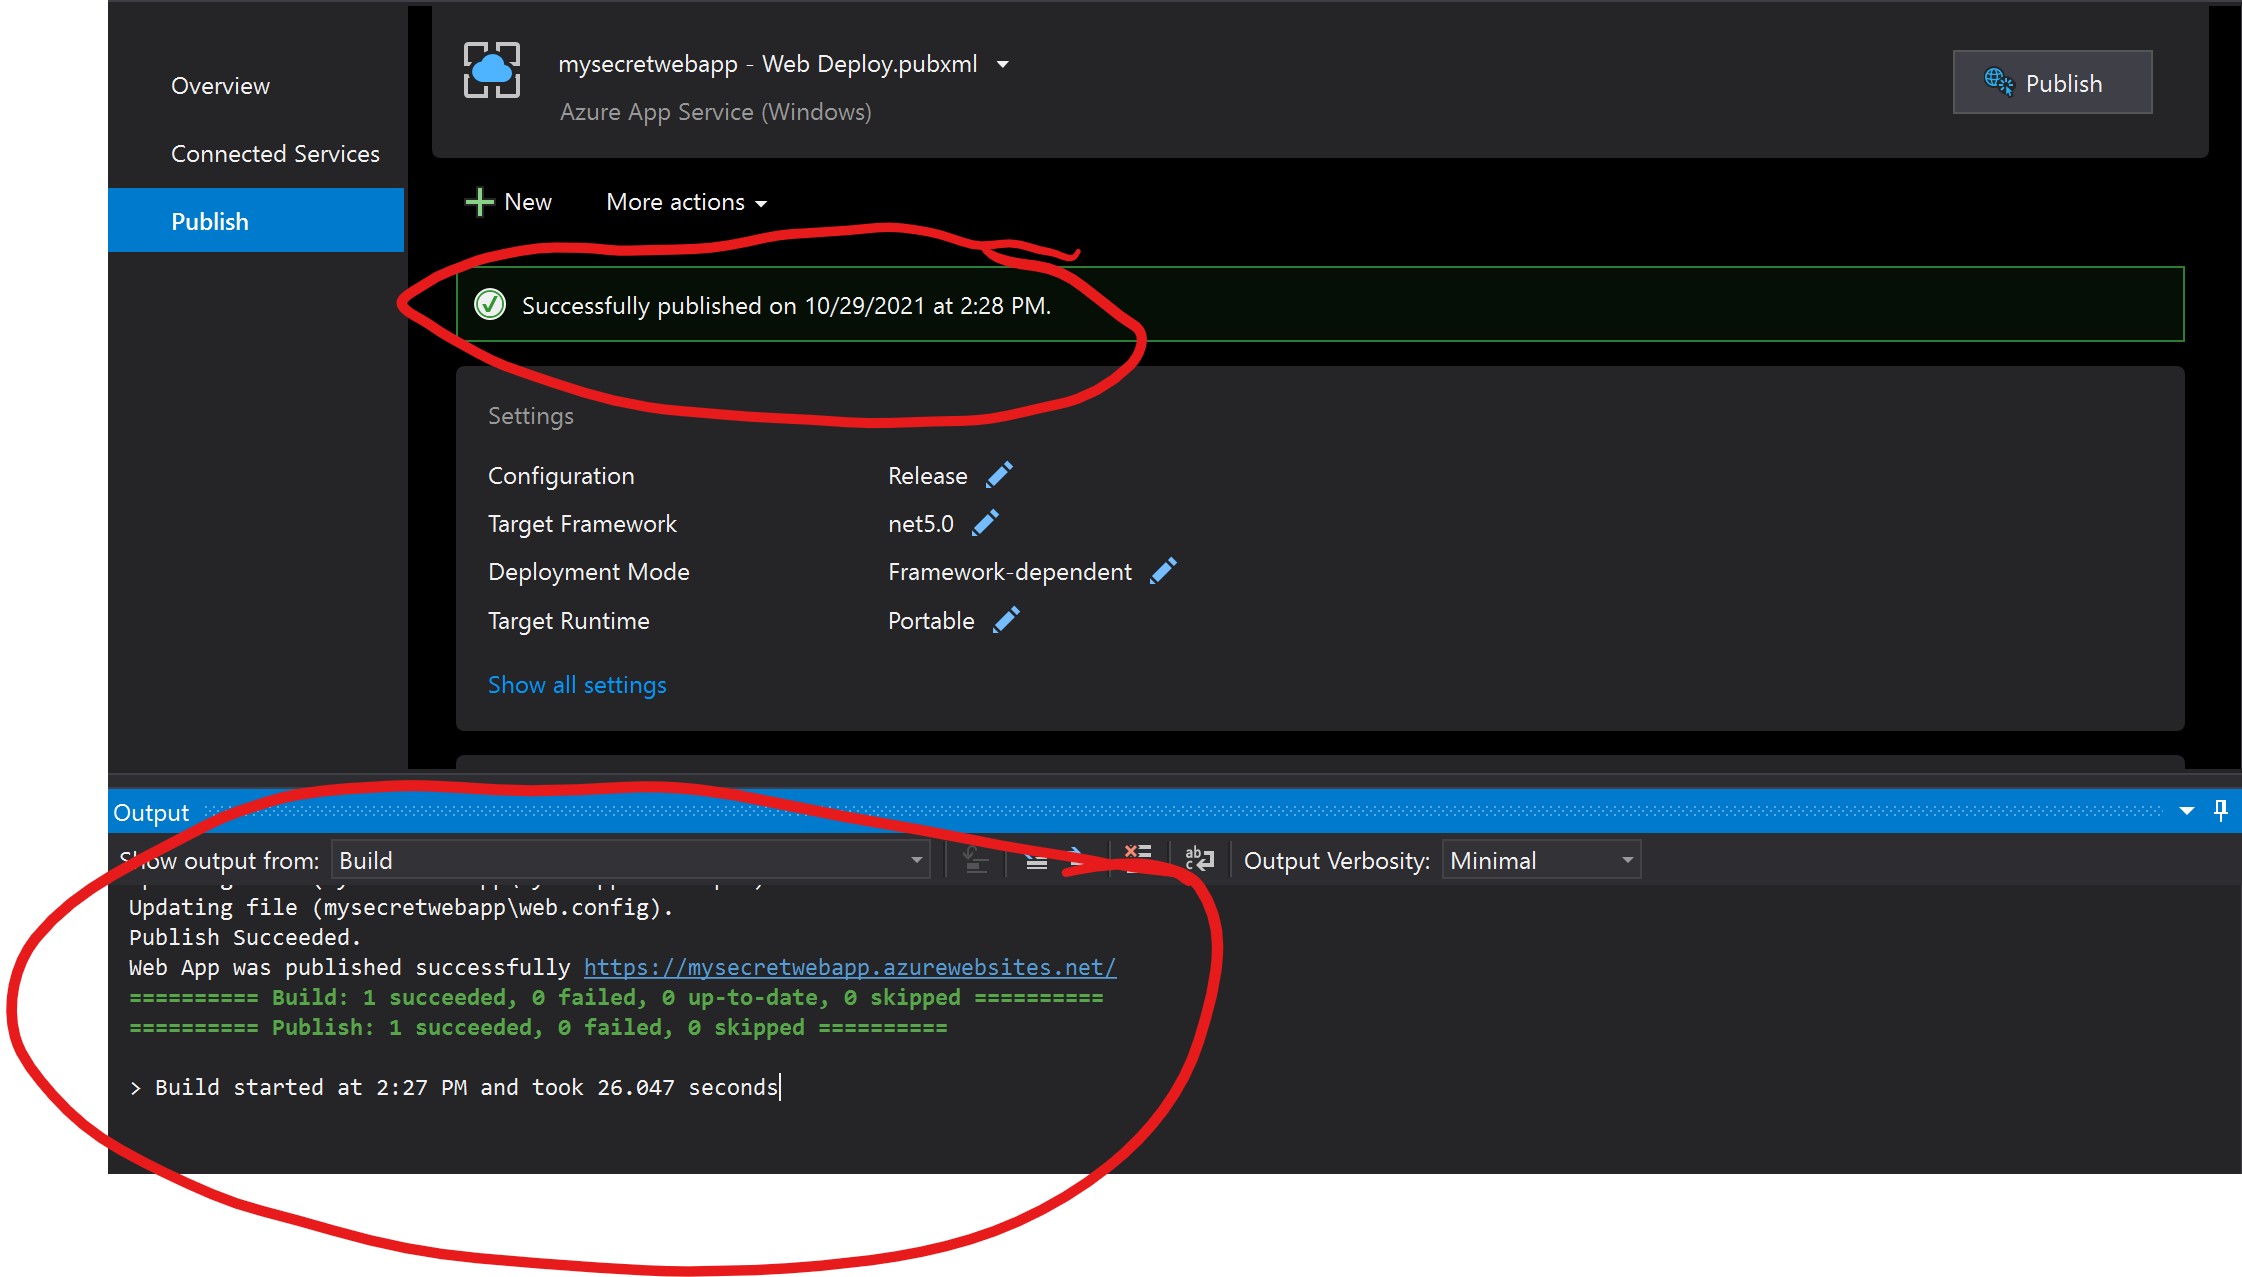 Overview
Connected Services
Publish
mysecretwebapp - Web Deploy.pubxml
Azure App Service (Windows)
Publish
New
More actions
Successfully published on 10/29/2021 at 2:28 PM.
Settings
Configuration Release
Target Framework net5.0
Deployment Mode Framework-dependent
Target Runtime Portable
Show all settings
Output
Show output from: Build
Output Verbosity: Minimal
Updating file (mysecretwebapp\web.config).
Publish Succeeded.
Web App was published successfully https://mysecretwebapp.azurewebsites.net/
========== Build: 1 succeeded, 0 failed, 0 up-to-date, 0 skipped ==========
========== Publish: 1 succeeded, 0 failed, 0 skipped ==========
> Build started at 2:27 PM and took 26.047 seconds